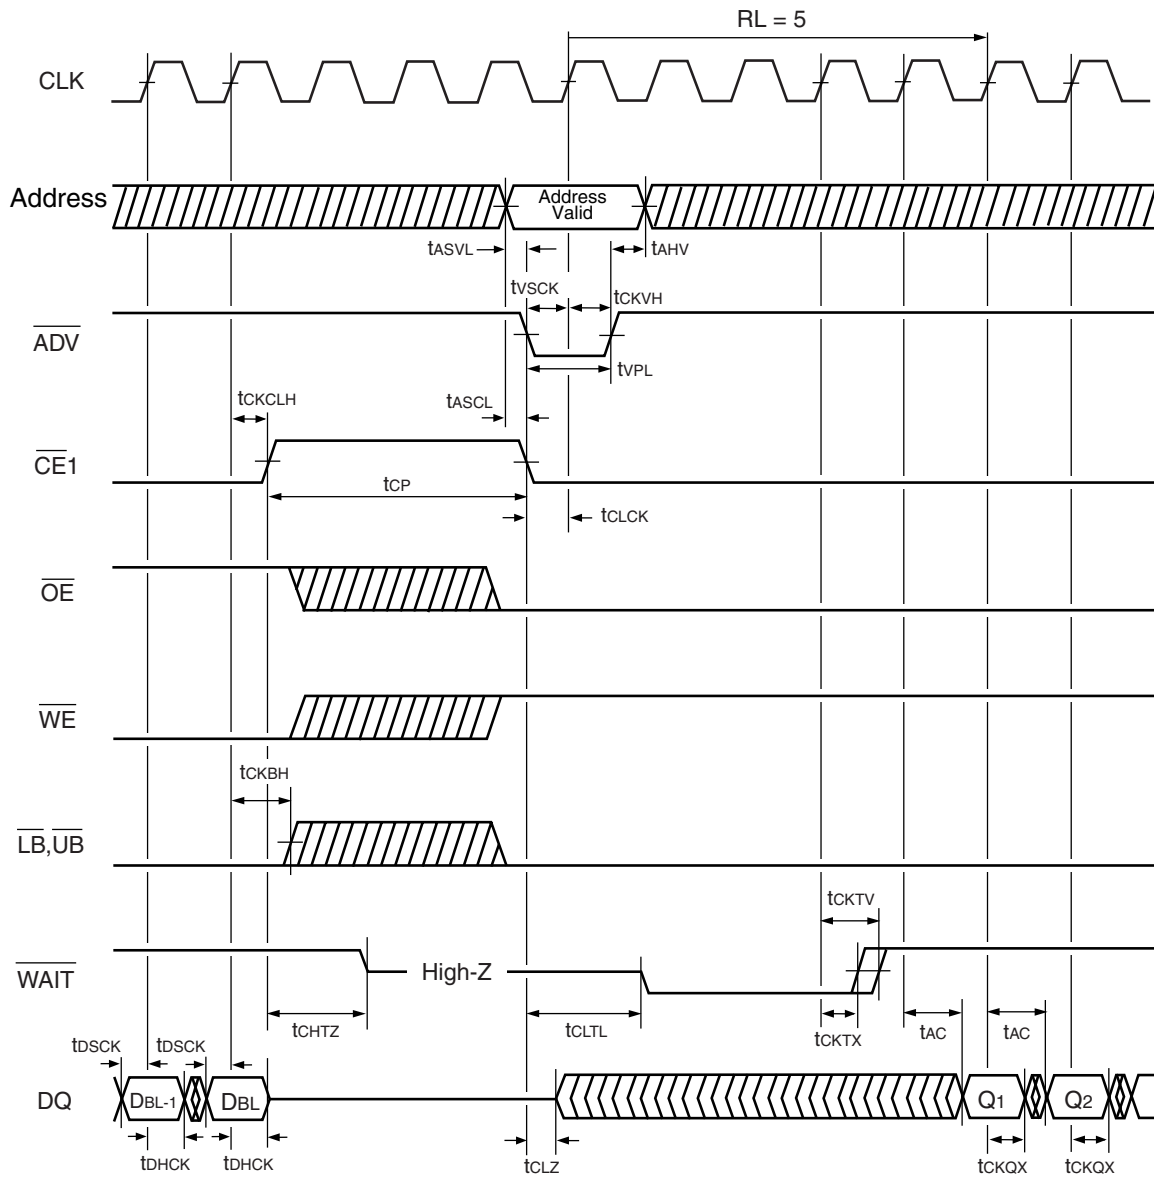 RL = 5
CLK
Address
Address
Valid
tASVL
tAHV
tVSCK
tCKVH
ADV
tVPL
tCKCLH
tASCL
CE1
tCP
tCLCK
OE
WE
tCKBH
LB,UB
tCKTV
WAIT
High-Z
tCHTZ
tCLTL
tCKTX
tAC
tAC
tDSCK
tDSCK
DQ
DBL-1
DBL
Q1
Q2
tDHCK
tDHCK
tCLZ
tCKQX
tCKQX